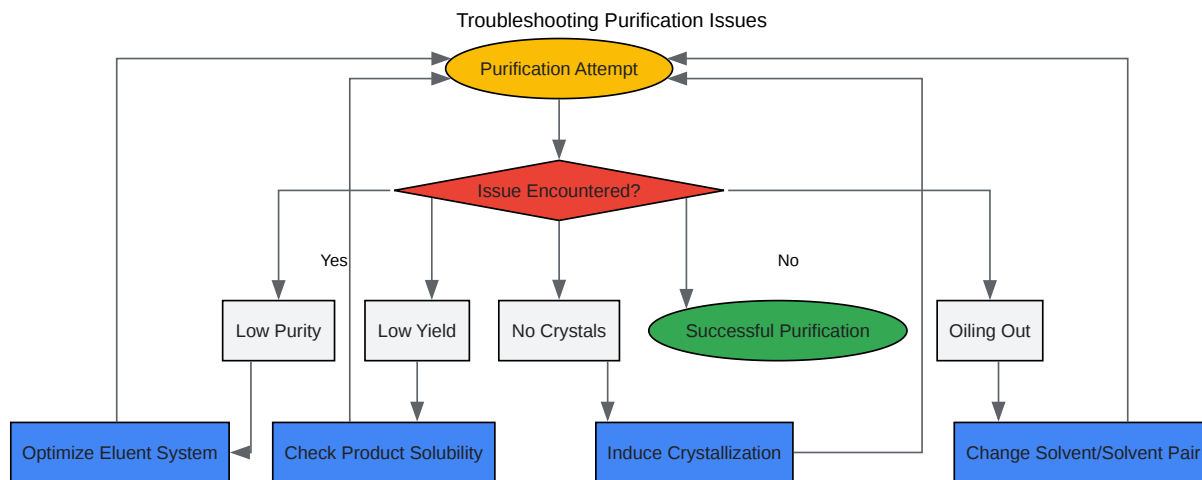 Troubleshooting Purification Issues
Purification Attempt
Issue Encountered?
Yes
No
Low Purity
Low Yield
No Crystals
Successful Purification
Oiling Out
Optimize Eluent System
Check Product Solubility
Induce Crystallization
Change Solvent/Solvent Pair